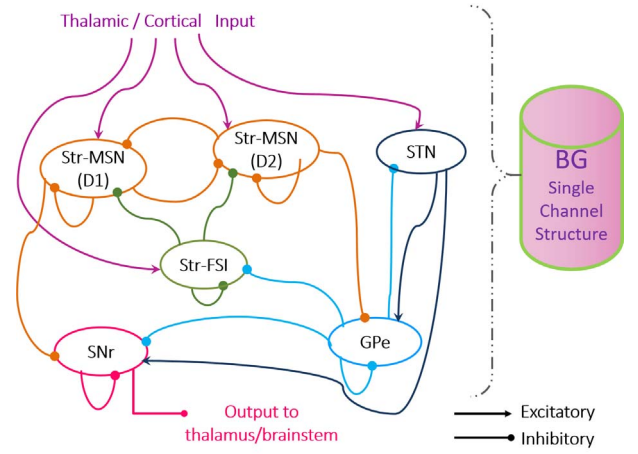 Thalamic / Cortical Input
Str-MSN
(D1)
Str-MSN
(D2)
STN
Str-FSI
SNr
GPe
Output to
thalamus/brainstem
BG
Single
Channel
Structure
Excitatory
Inhibitory